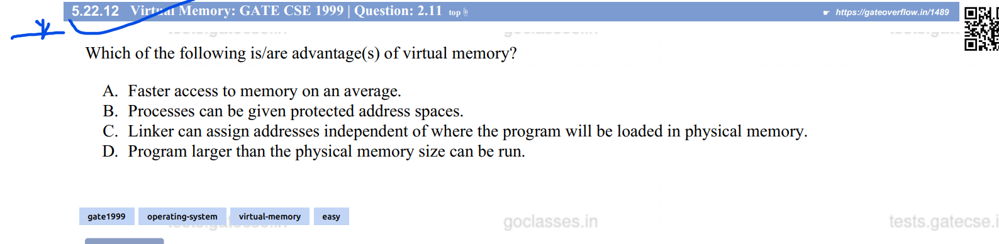 5.22.12 Virtual Memory: GATE CSE 1999 | Question: 2.11 top https://gateoverflow.in/1489
Which of the following is/are advantage(s) of virtual memory?
A. Faster access to memory on an average.
B. Processes can be given protected address spaces.
C. Linker can assign addresses independent of where the program will be loaded in physical memory.
D. Program larger than the physical memory size can be run.
gate1999 operating-system virtual-memory easy
goclasses.in tests.gatecse.i